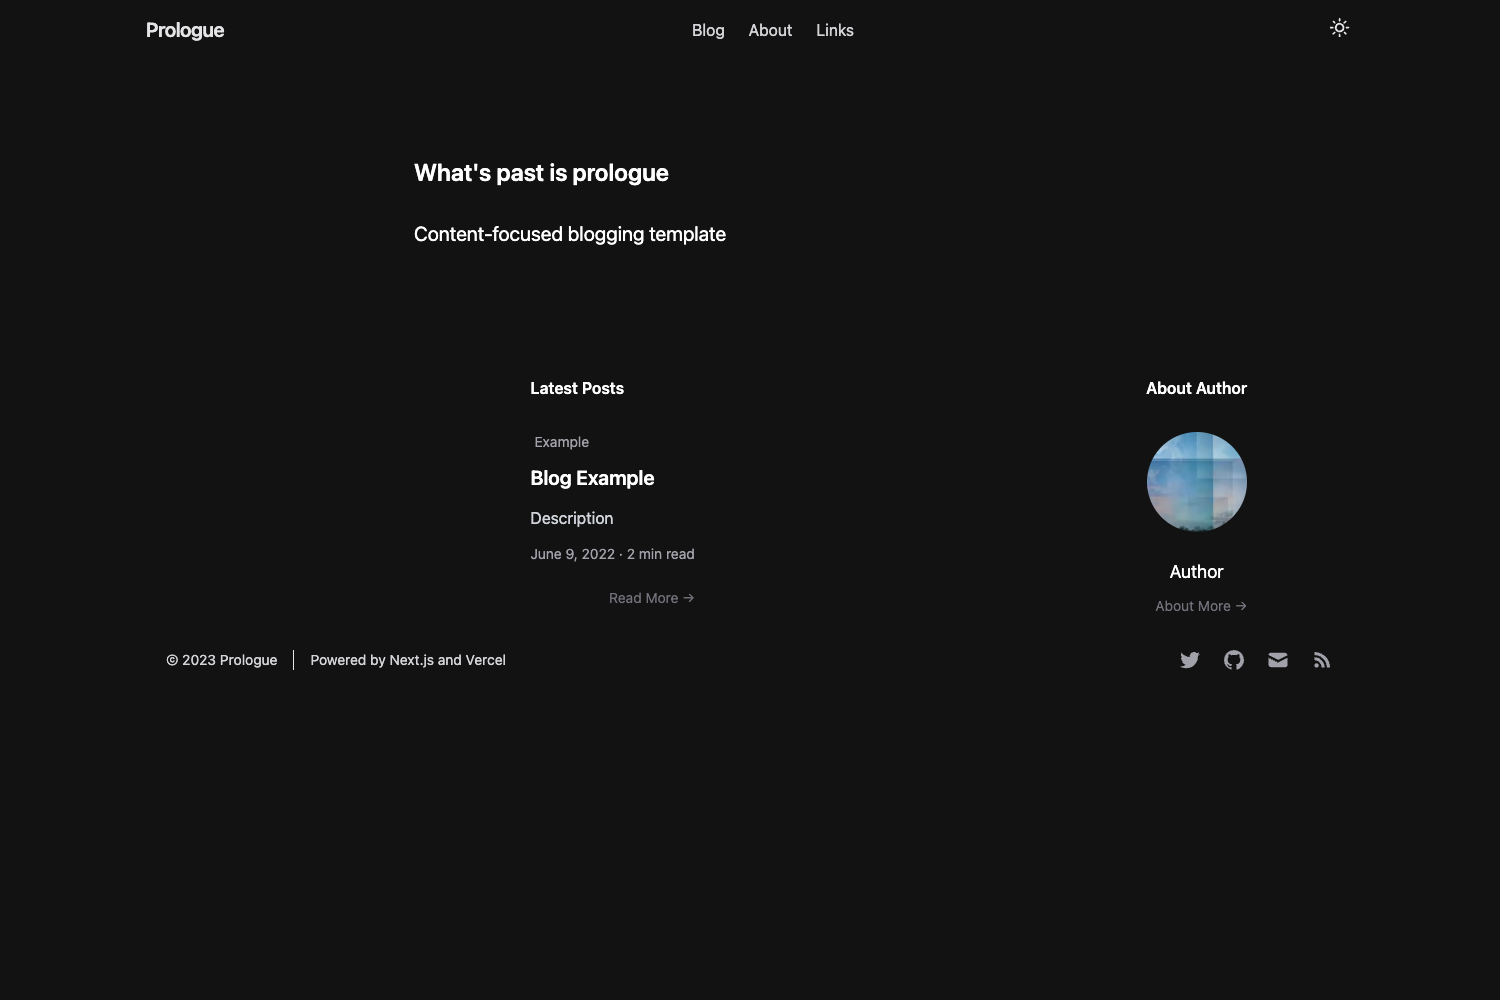 Prologue
Blog
About
Links
What's past is prologue
Content-focused blogging template
Latest Posts
Example
Blog Example
Description
June 9, 2022 · 2 min read
Read More →
About Author
Author
About More →
© 2023 Prologue
Powered by Next.js and Vercel